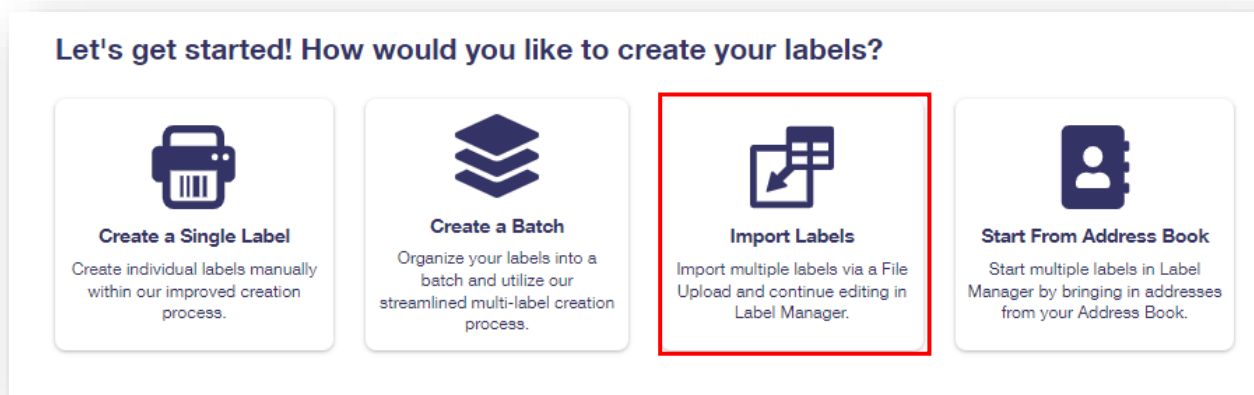 Let's get started! How would you like to create your labels?
Create a Single Label
Create individual labels manually
within our improved creation
process.
Create a Batch
Organize your labels into a
batch and utilize our
streamlined multi-label creation
process.
Import Labels
Import multiple labels via a File
Upload and continue editing in
Label Manager.
Start From Address Book
Start multiple labels in Label
Manager by bringing in addresses
from your Address Book.